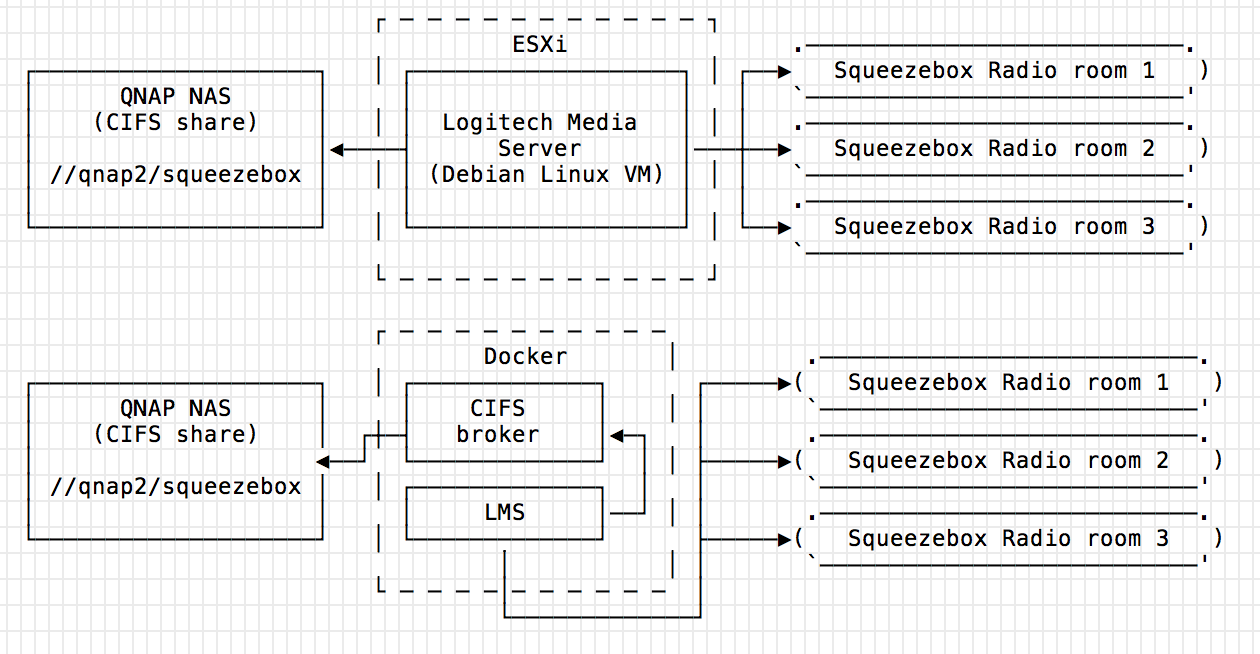 ESXi
QNAP NAS
(CIFS share)
//qnap2/squeezebox
Logitech Media
Server
(Debian Linux VM)
Squeezebox Radio room 1
Squeezebox Radio room 2
Squeezebox Radio room 3
Docker
QNAP NAS
(CIFS share)
//qnap2/squeezebox
CIFS
broker
LMS
Squeezebox Radio room 1
Squeezebox Radio room 2
Squeezebox Radio room 3